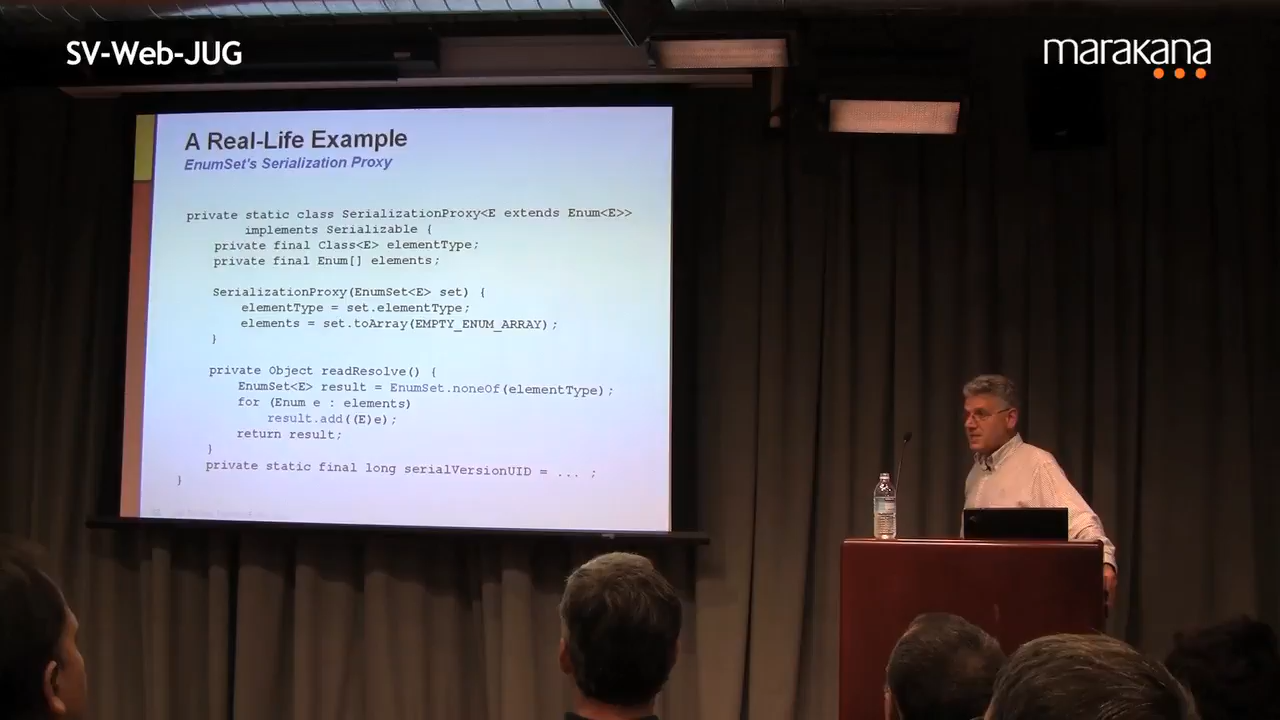 SV-Web-JUG
marakana
A Real-Life Example
EnumSet's Serialization Proxy
private static class SerializationProxy<E extends Enum<E>>
implements Serializable {
private final Class<E> elementType;
private final Enum[] elements;
SerializationProxy(EnumSet<E> set) {
elementType = set.elementType;
elements = set.toArray(EMPTY_ENUM_ARRAY);
}
private Object readResolve() {
EnumSet<E> result = EnumSet.noneOf(elementType);
for (Enum e : elements)
result.add((E)e);
return result;
}
private static final long serialVersionUID = ... ;
}